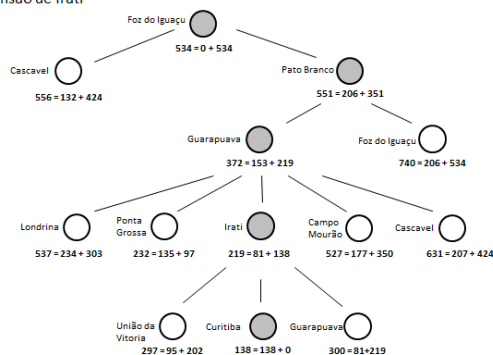 Foz do Iguaçu
534 = 0 + 534
Cascavel
556 = 132 + 424
Pato Branco
551 = 206 + 351
Guarapuava
372 = 153 + 219
Foz do Iguaçu
740 = 206 + 534
Londrina
537 = 234 + 303
Ponta
Grossa
232 = 135 + 97
Irati
219 = 81 + 138
Campo
Mourão
527 = 177 + 350
Cascavel
631 = 207 + 424
União da
Vitoria
297 = 95 + 202
Curitiba
138 = 138 + 0
Guarapuava
300 = 81+219